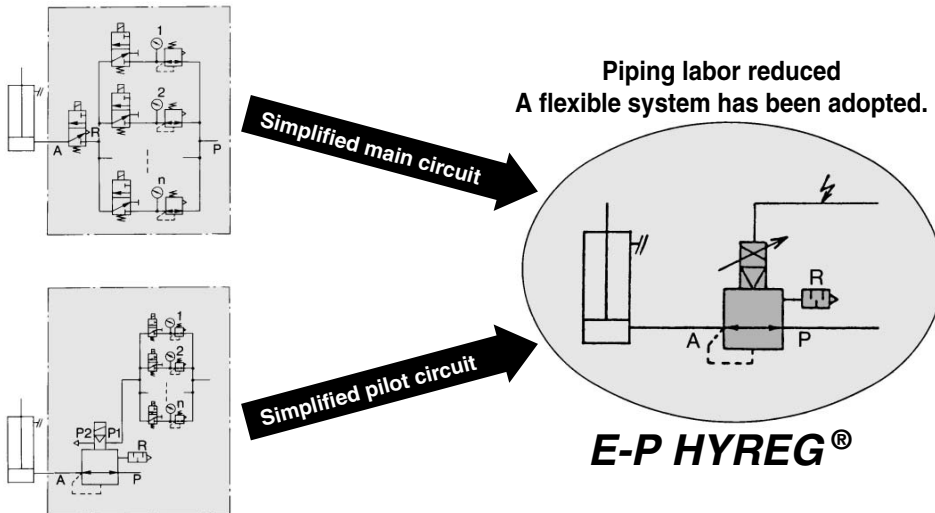 1
2
n
A
R
P
Simplified main circuit
Piping labor reduced
A flexible system has been adopted.
R
A
P
E-P HYREG®
Simplified pilot circuit
1
2
n
P2
P1
R
A
P